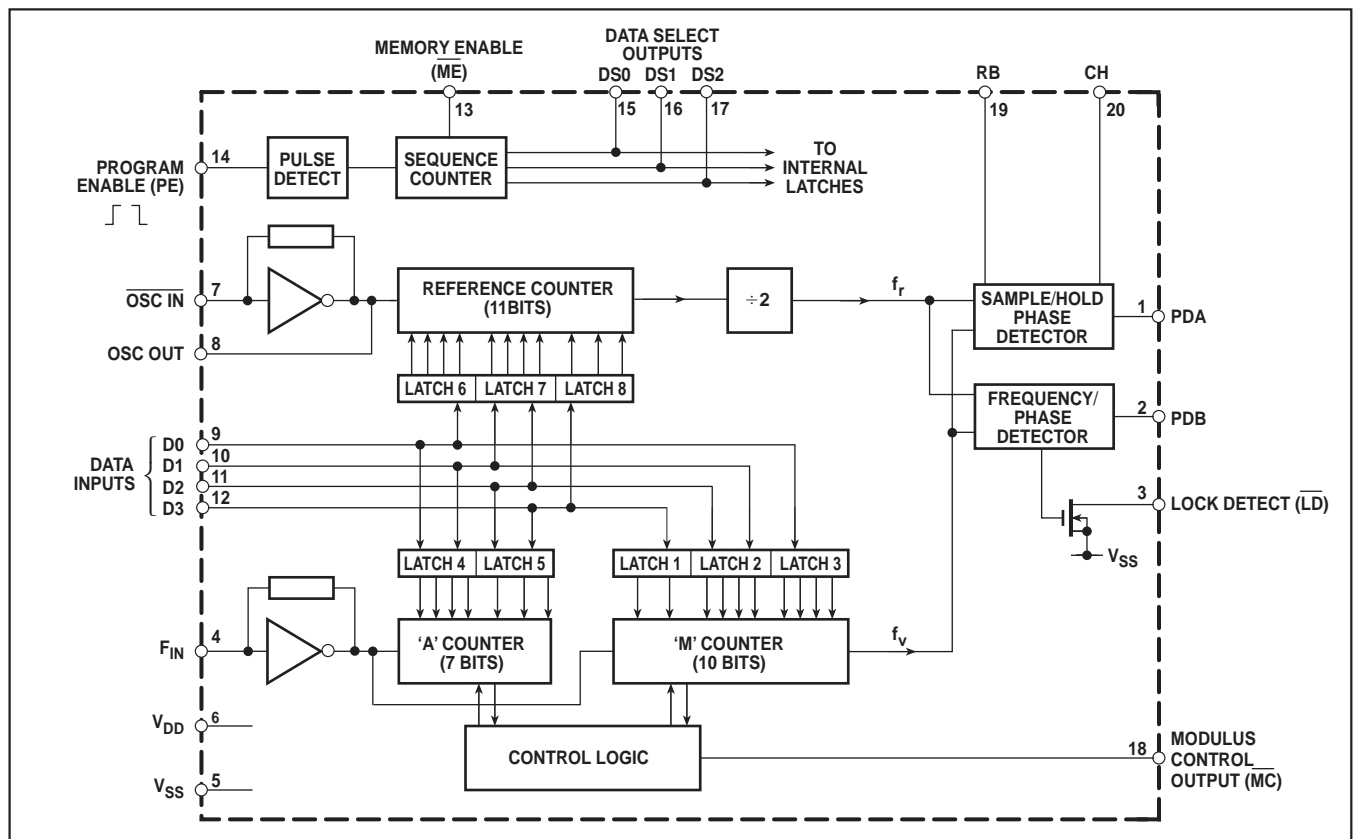 MEMORY ENABLE
(ME)
DATA SELECT
OUTPUTS
DS0 DS1 DS2
RB CH
13
15 16 17
19 20
PROGRAM
ENABLE (PE)
14
PULSE
DETECT
SEQUENCE
COUNTER
TO
INTERNAL
LATCHES
OSC IN
7
REFERENCE COUNTER
(11BITS)
÷2
fr
SAMPLE/HOLD
PHASE
DETECTOR
1
PDA
OSC OUT
8
LATCH 6 LATCH 7 LATCH 8
FREQUENCY/
PHASE
DETECTOR
2
PDB
DATA
INPUTS
D0 9
D1 10
D2 11
D3 12
3
LOCK DETECT (LD)
VSS
LATCH 4 LATCH 5
LATCH 1 LATCH 2 LATCH 3
FIN
4
'A' COUNTER
(7 BITS)
'M' COUNTER
(10 BITS)
fv
VDD
6
CONTROL LOGIC
18
MODULUS
CONTROL
OUTPUT (MC)
VSS
5